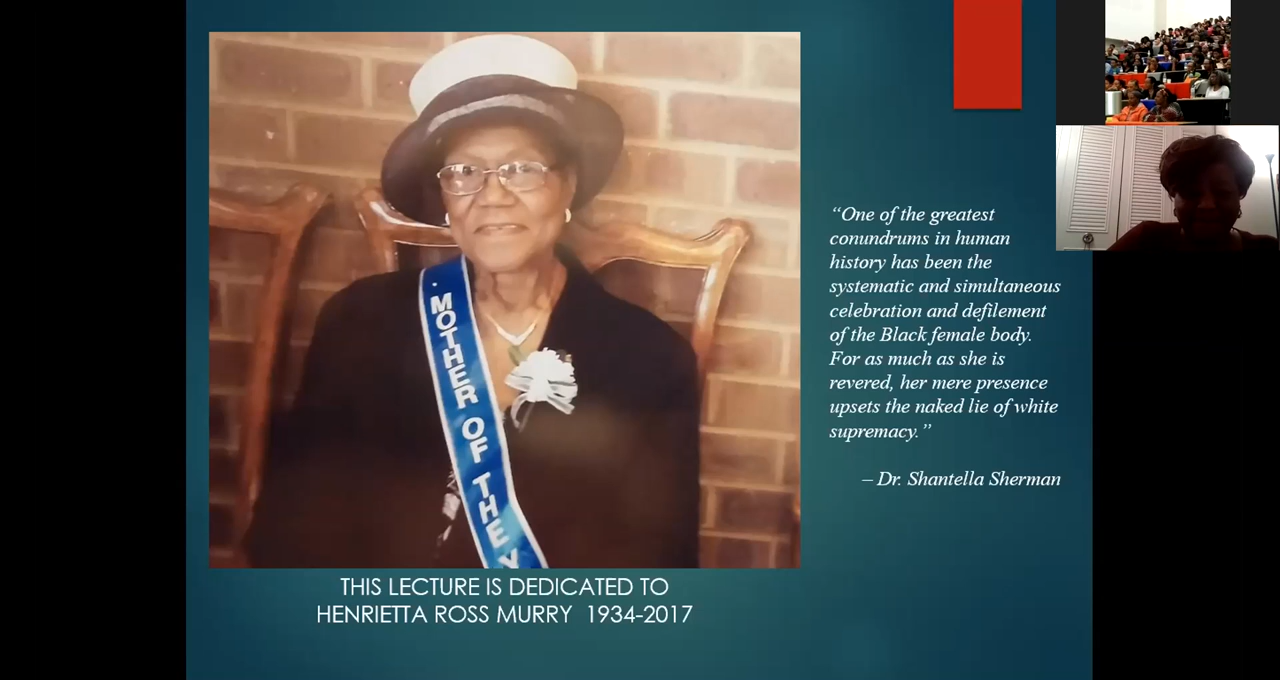 MOTHER OF THE
“One of the greatest
conundrums in human
history has been the
systematic and simultaneous
celebration and defilement
of the Black female body.
For as much as she is
revered, her mere presence
upsets the naked lie of white
supremacy.”
– Dr. Shantella Sherman
THIS LECTURE IS DEDICATED TO
HENRIETTA ROSS MURRY 1934-2017